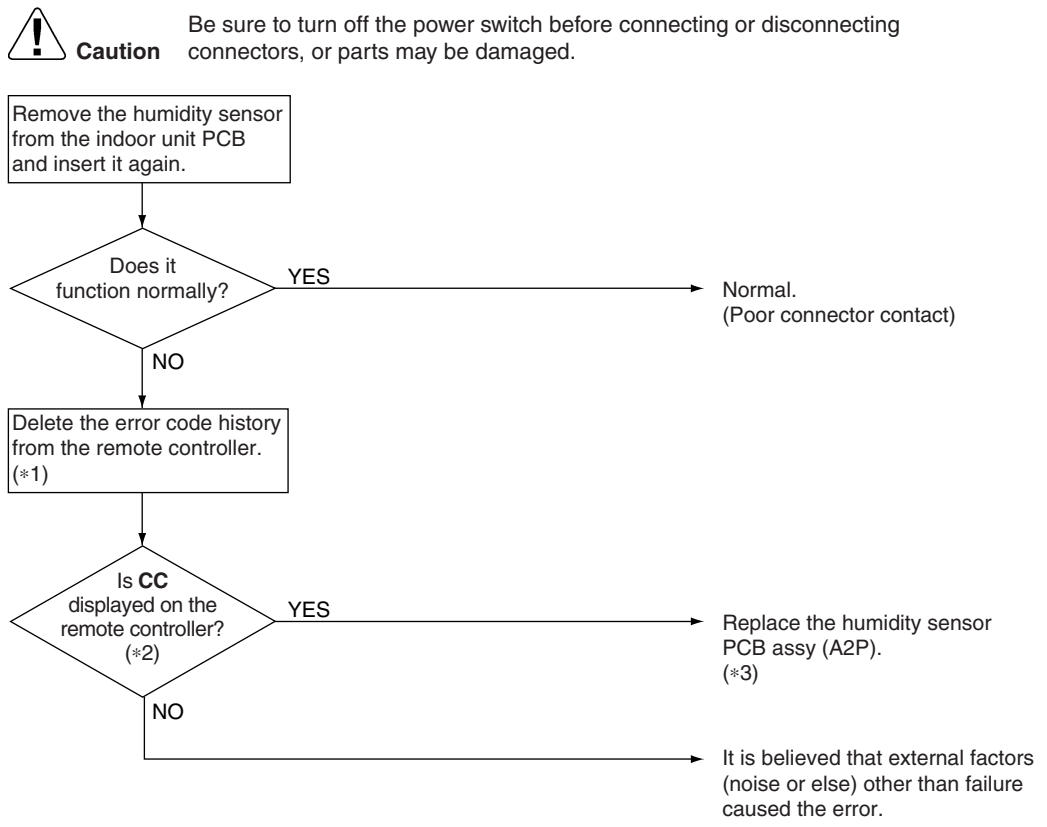 Be sure to turn off the power switch before connecting or disconnecting
Caution connectors, or parts may be damaged.
Remove the humidity sensor
from the indoor unit PCB
and insert it again.
Does it
function normally?
YES
Normal.
(Poor connector contact)
NO
Delete the error code history
from the remote controller.
(*1)
Is CC
displayed on the
remote controller?
(*2)
YES
Replace the humidity sensor
PCB assy (A2P).
(*3)
NO
It is believed that external factors
(noise or else) other than failure
caused the error.